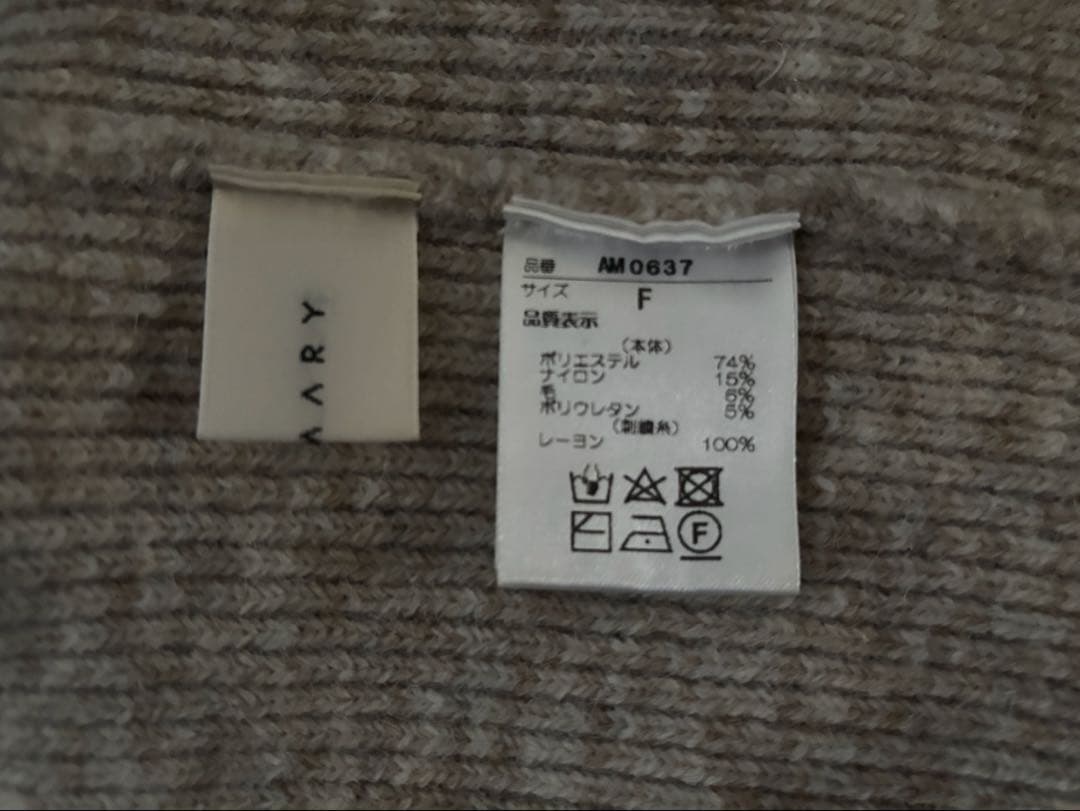 AARY
品番 AM0637
サイズ F
品質表示
(本体)
ポリエステル 74%
ナイロン 15%
毛 6%
ポリウレタン 5%
(刺繍糸)
レーヨン 100%
F